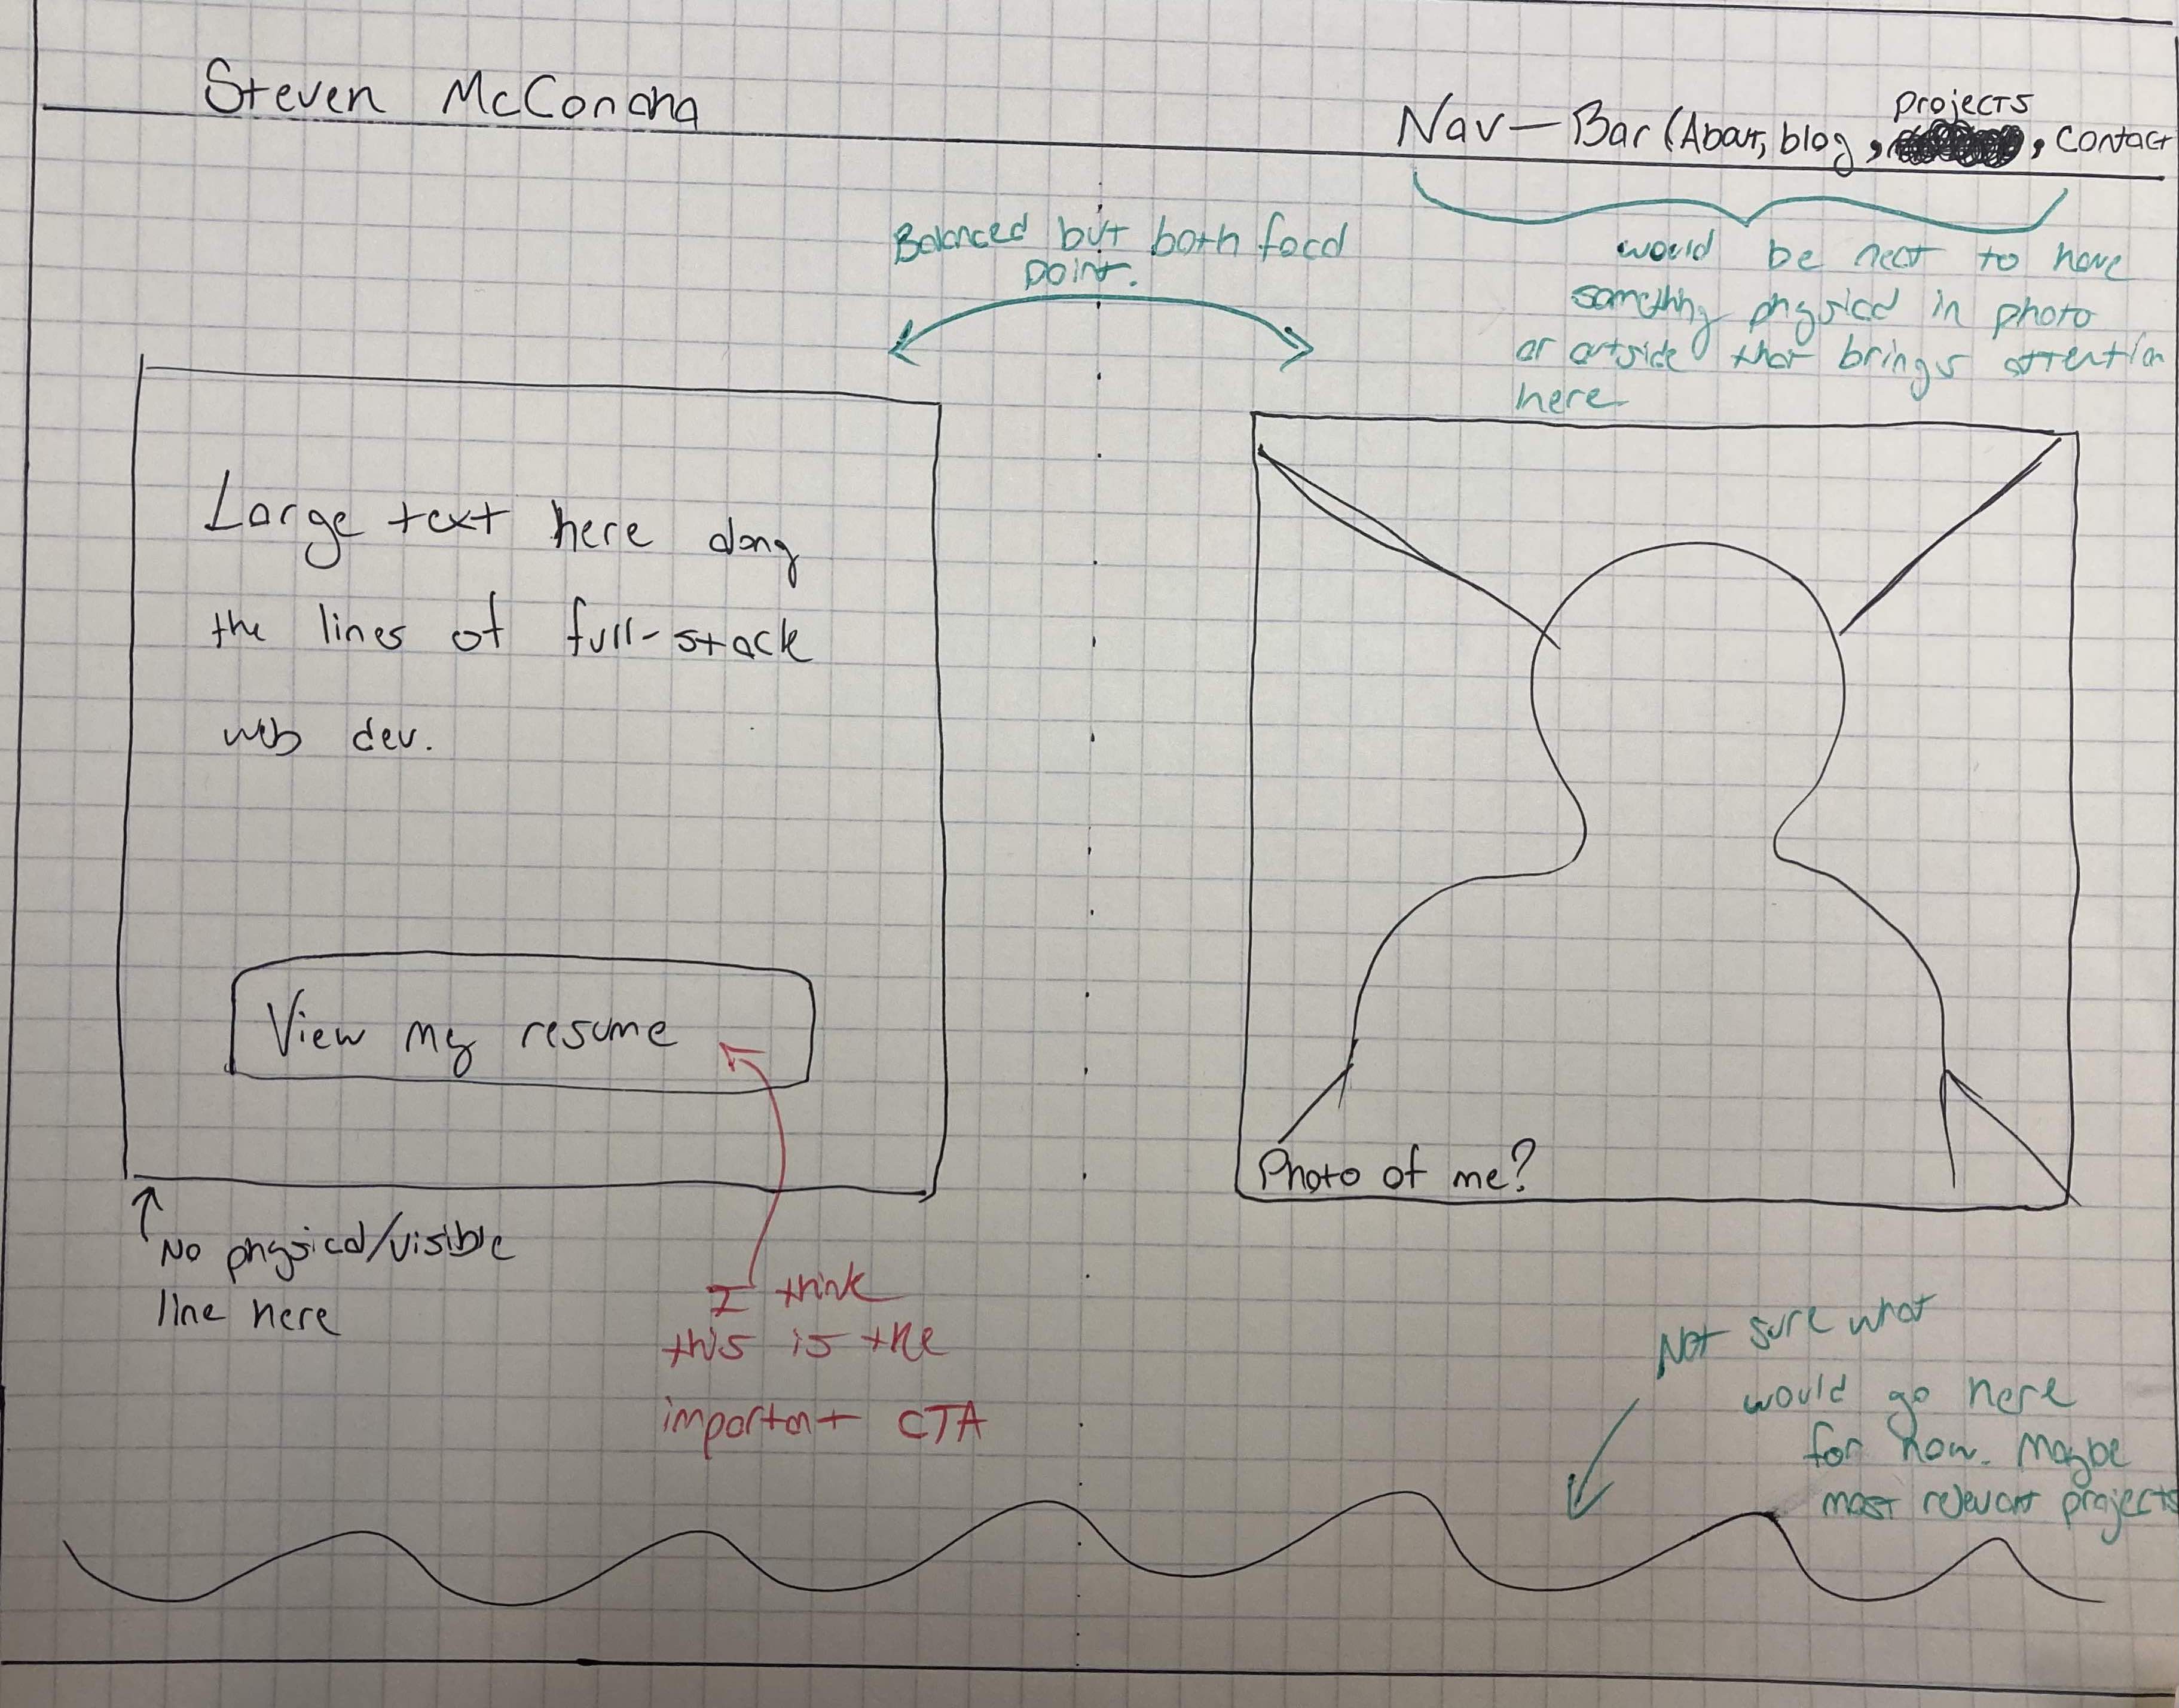 Steven McConaha
projects
Nav-Bar (About, blog, , contact
Balanced but both focal
point.
would be neat to have
something physical in photo
or outside that brings attention
here
Large text here along
the lines of full-stack
web dev.
View my resume
Photo of me?
No physical/visible
line here
I think
this is the
important CTA
Not sure what
would go here
for now. Maybe
most relevant projects